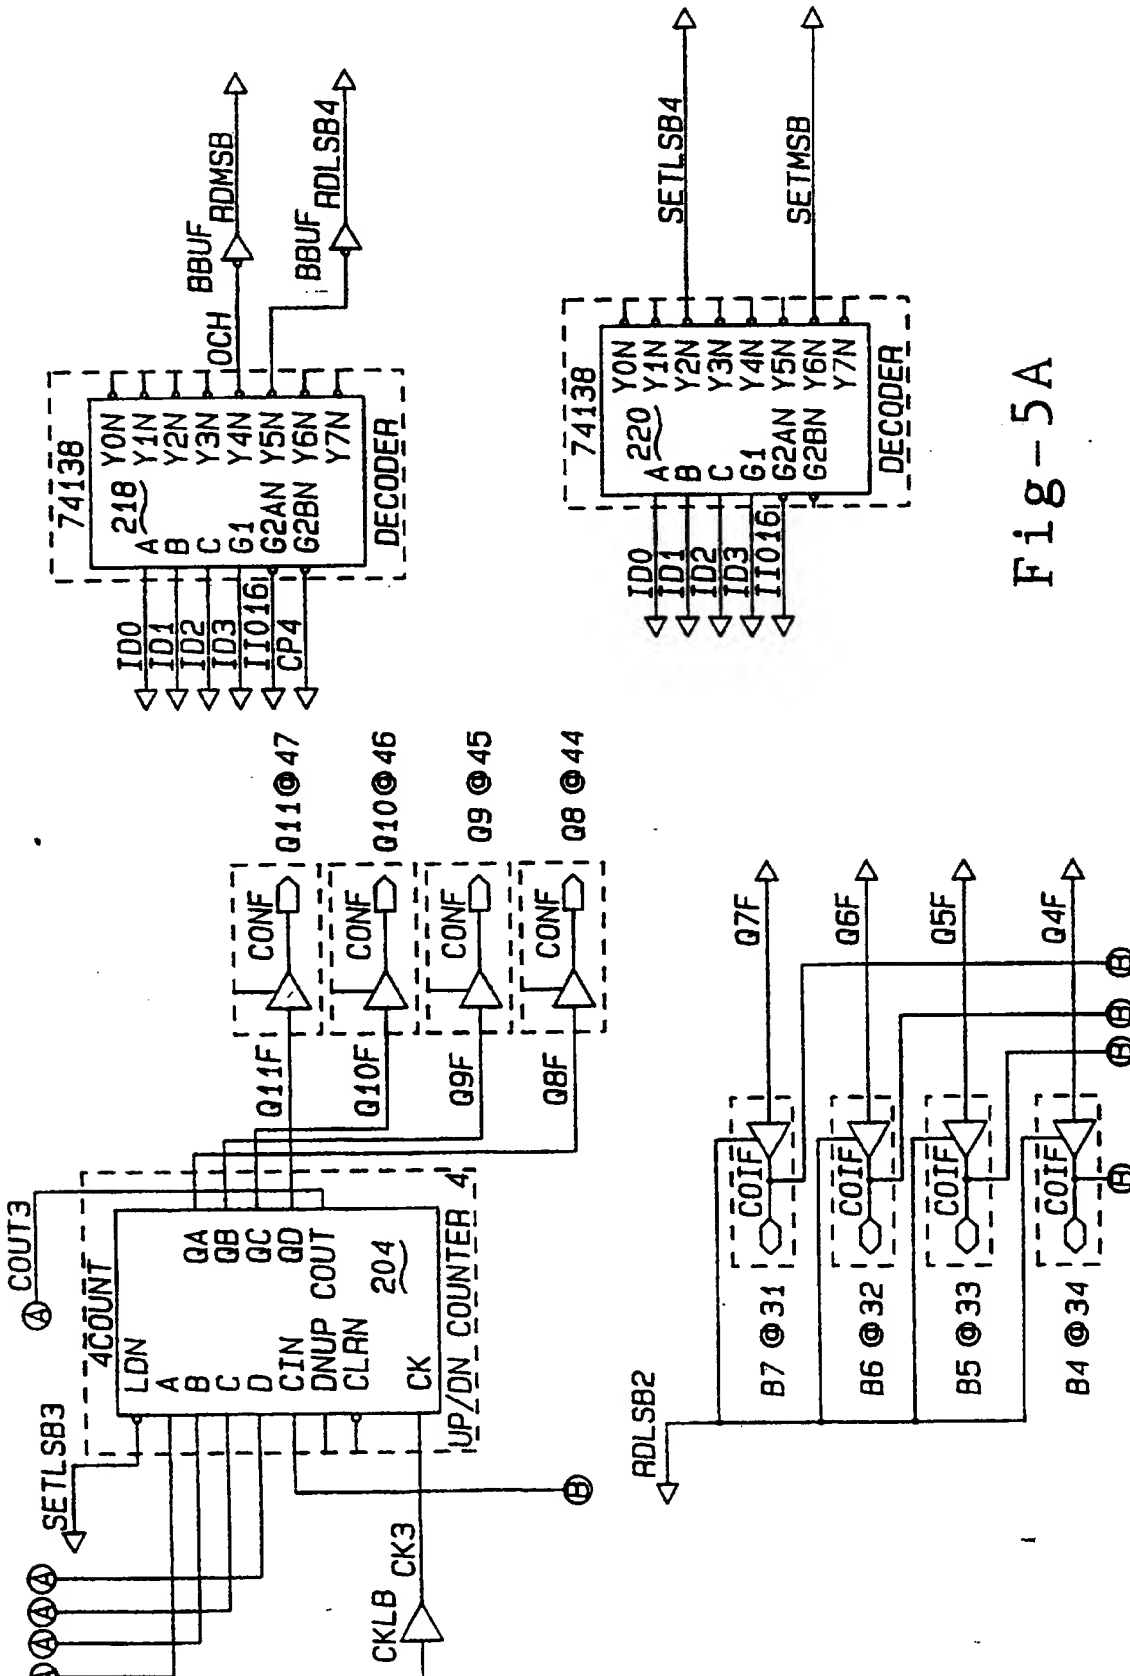 74138
218
A
B
C
G1
G2AN
G2BN
Y0N
Y1N
Y2N
Y3N
Y4N
Y5N
Y6N
Y7N
DECODER
ID0
ID1
ID2
ID3
IIO16
CP4
OCH
BBUF
RDMSB
BBUF
RDLSB4
74138
220
A
B
C
G1
G2AN
G2BN
Y0N
Y1N
Y2N
Y3N
Y4N
Y5N
Y6N
Y7N
DECODER
ID0
ID1
ID2
ID3
IIO16
SETLSB4
SETMSB
Fig-5A
A
COUT3
4COUNT
LDN
A
B
C
D
CIN
DNUP
CLRN
CK
QA
QB
QC
QD
COUT
204
UP/DN COUNTER 4
SETLSB3
A
A
A
A
CKLB
CK3
B
Q11F
CONF
Q11@47
Q10F
CONF
Q10@46
Q9F
CONF
Q9 @45
Q8F
CONF
Q8 @44
RDLSB2
B7 @31
COIF
Q7F
B6 @32
COIF
Q6F
B5 @33
COIF
Q5F
B4 @34
COIF
Q4F
B
B
B
B